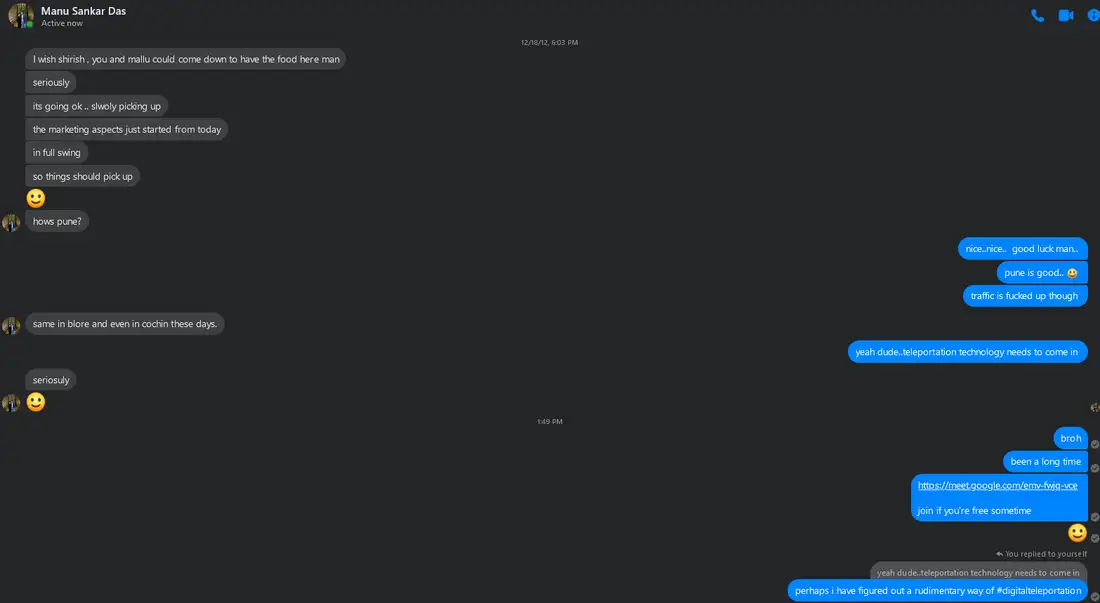 Manu Sankar Das
Active now
12/18/12, 6:03 PM
I wish shirish , you and mallu could come down to have the food here man
seriously
its going ok .. slwoly picking up
the marketing aspects just started from today
in full swing
so things should pick up
hows pune?
nice..nice.. good luck man..
pune is good..
traffic is fucked up though
same in blore and even in cochin these days.
yeah dude..teleportation technology needs to come in
seriosuly
1:49 PM
broh
been a long time
https://meet.google.com/emv-fwjq-vce
join if you're free sometime
You replied to yourself
yeah dude..teleportation technology needs to come in
perhaps i have figured out a rudimentary way of #digitalteleportation